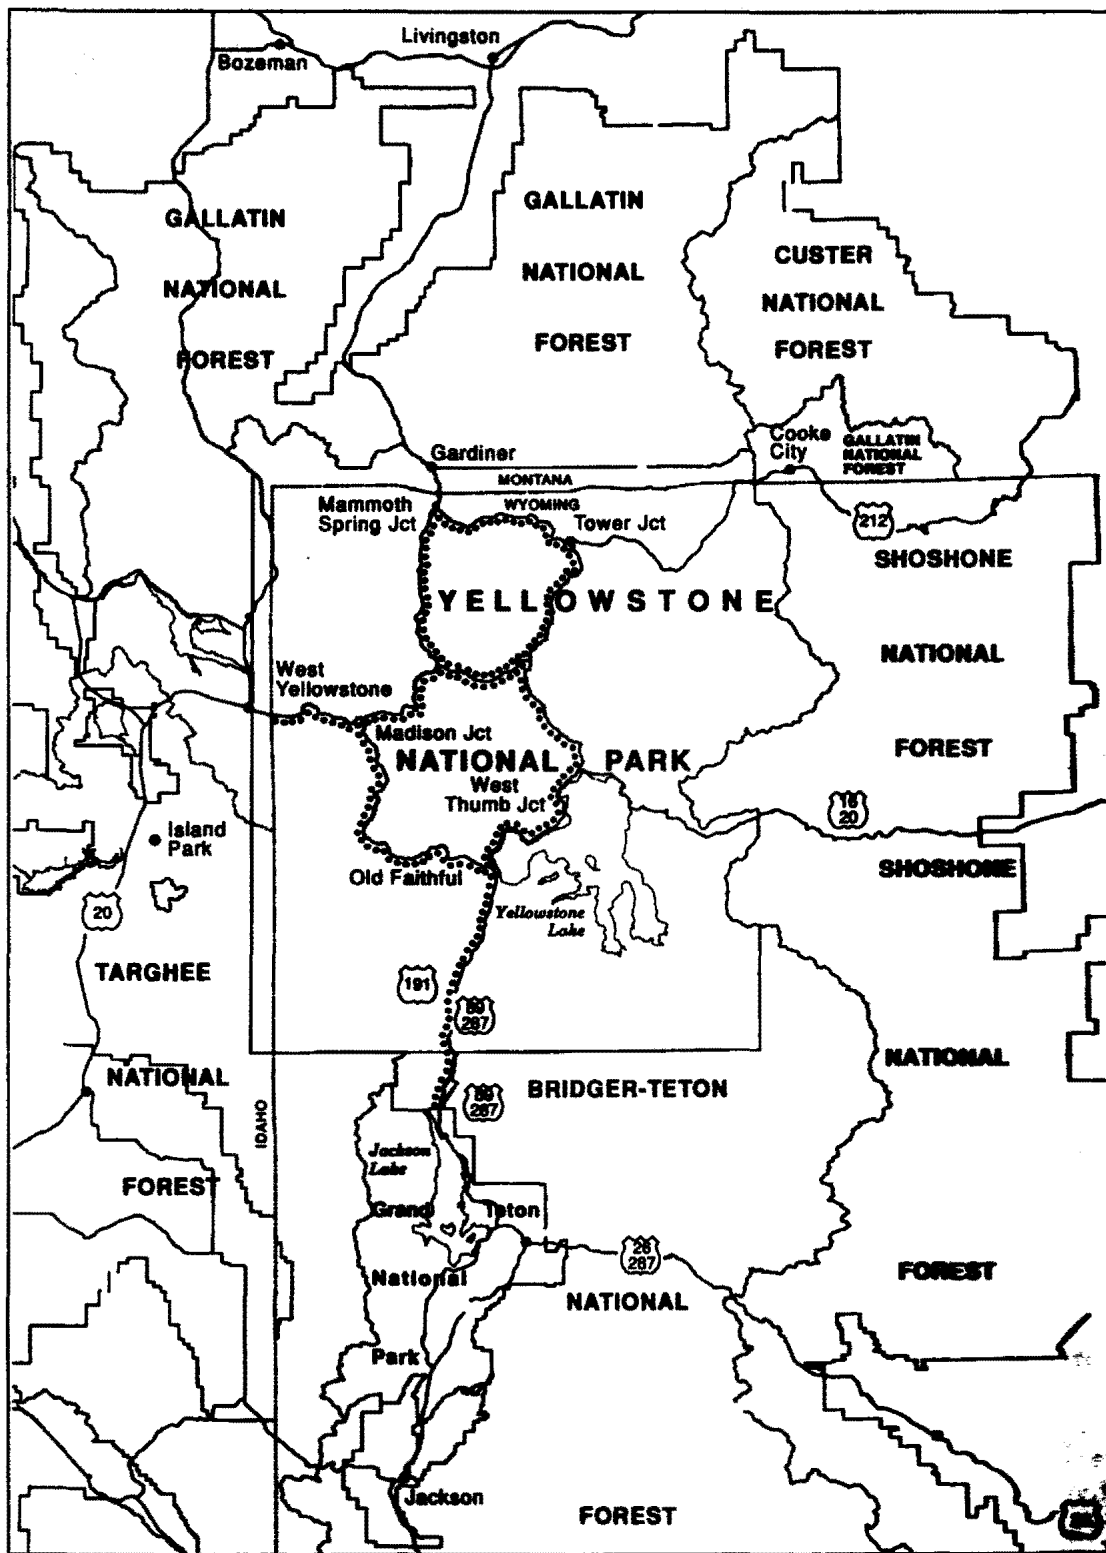 Livingston
Bozeman
GALLATIN
NATIONAL
FOREST
GALLATIN
NATIONAL
FOREST
CUSTER
NATIONAL
FOREST
Cooke
City
GALLATIN
NATIONAL
FOREST
Gardiner
MONTANA
WYOMING
Mammoth
Spring Jct
Tower Jct
212
SHOSHONE
NATIONAL
FOREST
YELLOWSTONE
NATIONAL PARK
West
Yellowstone
Madison Jct
West
Thumb Jct
16
20
Island
Park
Old Faithful
SHOSHONE
NATIONAL
FOREST
Yellowstone
Lake
20
191
89
287
TARGHEE
NATIONAL
FOREST
IDAHO
BRIDGER-TETON
NATIONAL
FOREST
89
287
Jackson
Lake
Grand Teton
National
Park
26
287
Jackson